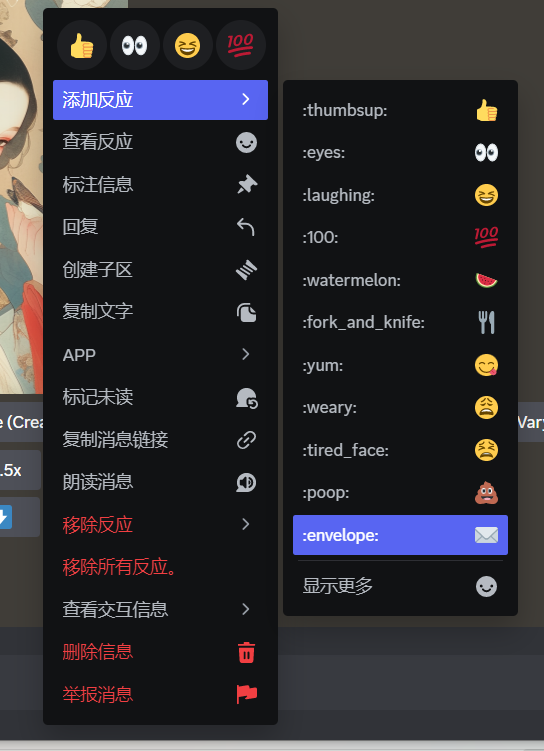 添加反应
查看反应
标注信息
回复
创建子区
复制文字
APP
标记未读
复制消息链接
朗读消息
移除反应
移除所有反应。
查看交互信息
删除信息
举报消息
:thumbsup:
:eyes:
:laughing:
:100:
:watermelon:
:fork_and_knife:
:yum:
:weary:
:tired_face:
:poop:
:envelope:
显示更多
e (Crea
.5x
Vary